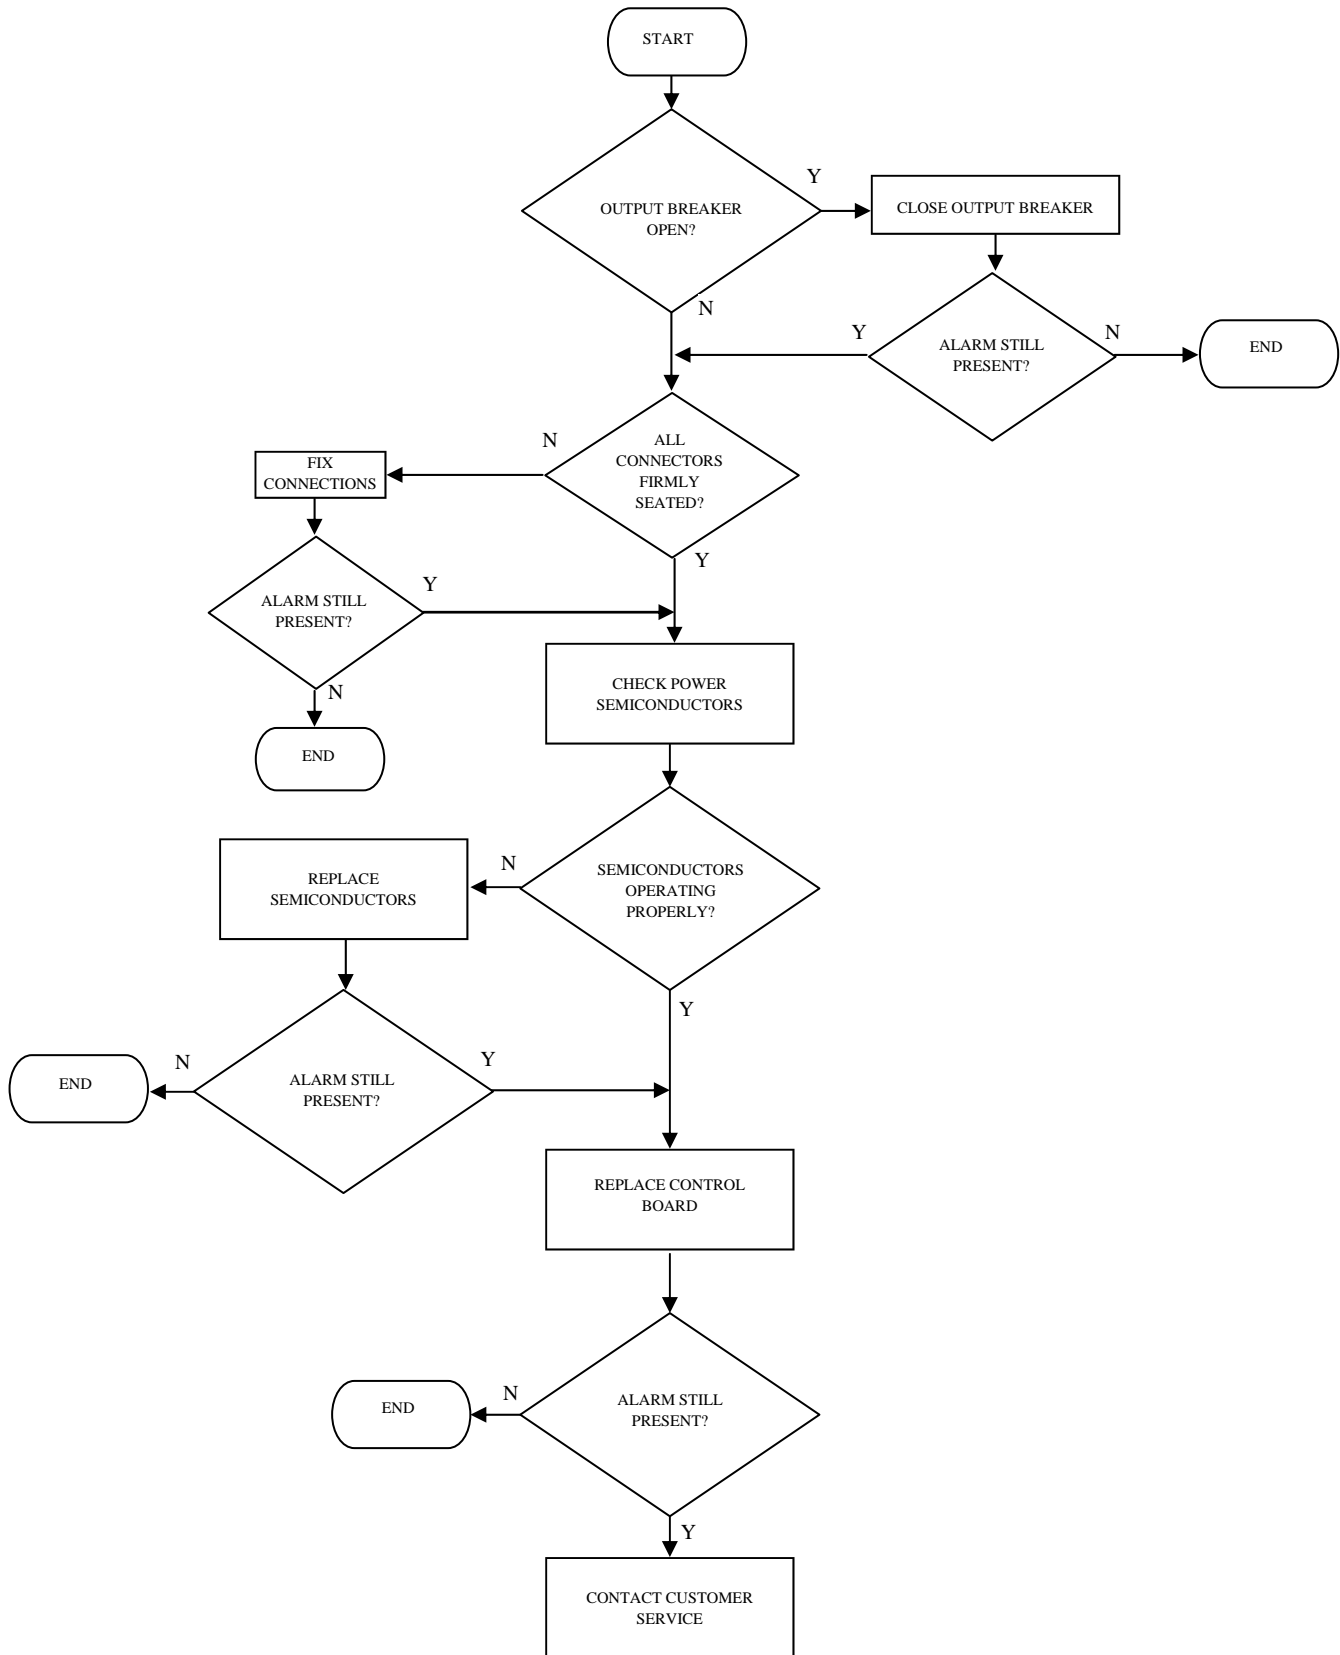 START
Y
OUTPUT BREAKER
OPEN?
CLOSE OUTPUT BREAKER
N
Y
ALARM STILL
PRESENT?
N
END
N
ALL
CONNECTORS
FIRMLY
SEATED?
FIX
CONNECTIONS
Y
Y
ALARM STILL
PRESENT?
N
END
CHECK POWER
SEMICONDUCTORS
SEMICONDUCTORS
OPERATING
PROPERLY?
N
REPLACE
SEMICONDUCTORS
Y
N
Y
END
ALARM STILL
PRESENT?
REPLACE CONTROL
BOARD
N
END
ALARM STILL
PRESENT?
Y
CONTACT CUSTOMER
SERVICE